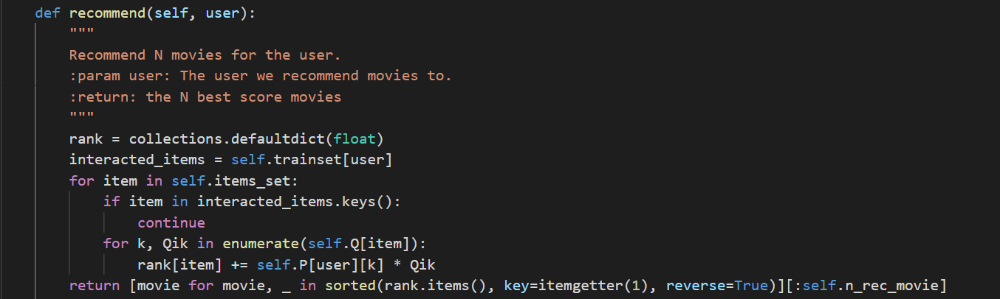 def recommend(self, user):
"""
Recommend N movies for the user.
:param user: The user we recommend movies to.
:return: the N best score movies
"""
rank = collections.defaultdict(float)
interacted_items = self.trainset[user]
for item in self.items_set:
if item in interacted_items.keys():
continue
for k, Qik in enumerate(self.Q[item]):
rank[item] += self.P[user][k] * Qik
return [movie for movie, _ in sorted(rank.items(), key=itemgetter(1), reverse=True)][:self.n_rec_movie]